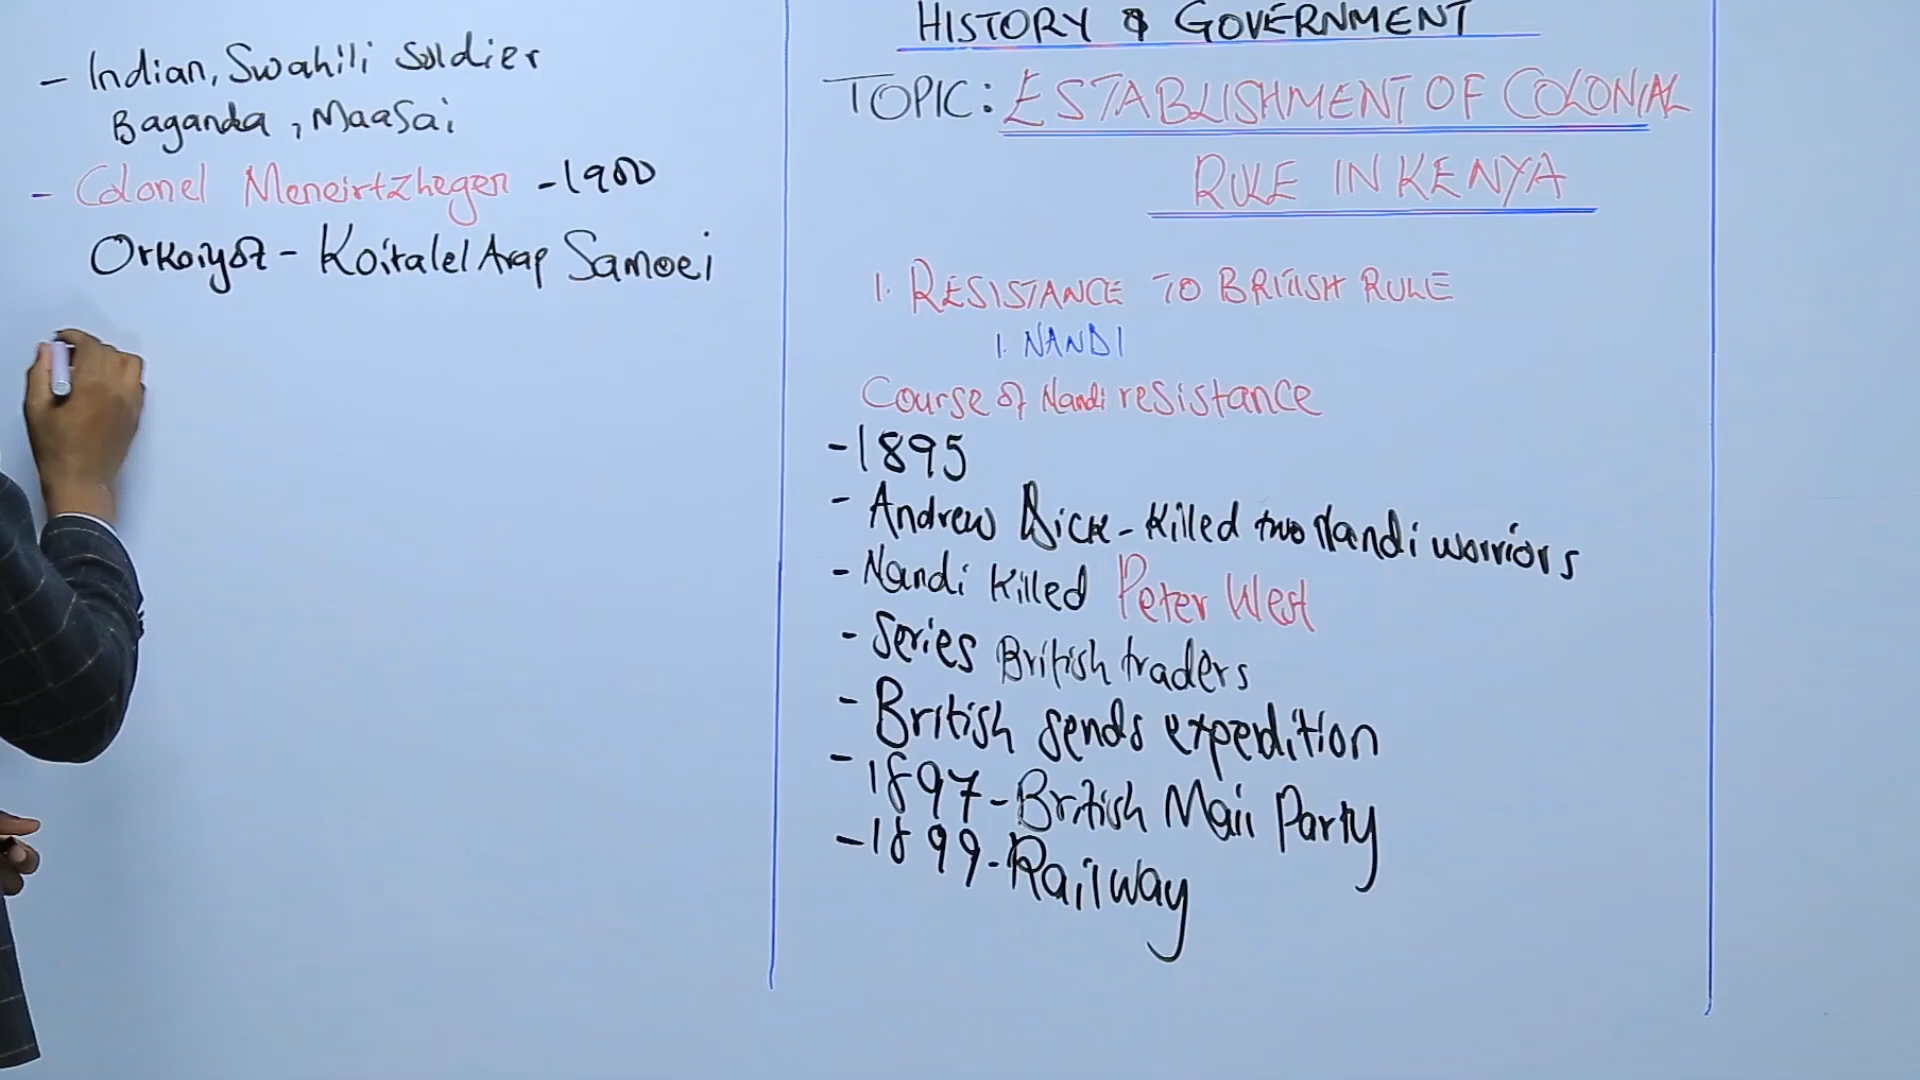 HISTORY & GOVERNMENT
TOPIC: ESTABLISHMENT OF COLONIAL
RULE IN KENYA
1. RESISTANCE TO BRITISH RULE
1. NANDI
Course of Nandi resistance
- 1895
- Andrew Dick - Killed two Nandi worriors
- Nandi Killed Peter West
- Series British traders
- British sends expedition
- 1897 - British Mail Party
- 1899 - Railway
- Indian, Swahili Soldier
Baganda, Maasai
- Colonel Meneirtzhegen - 1900
Orkoiyot - Koitalel Arap Samoei